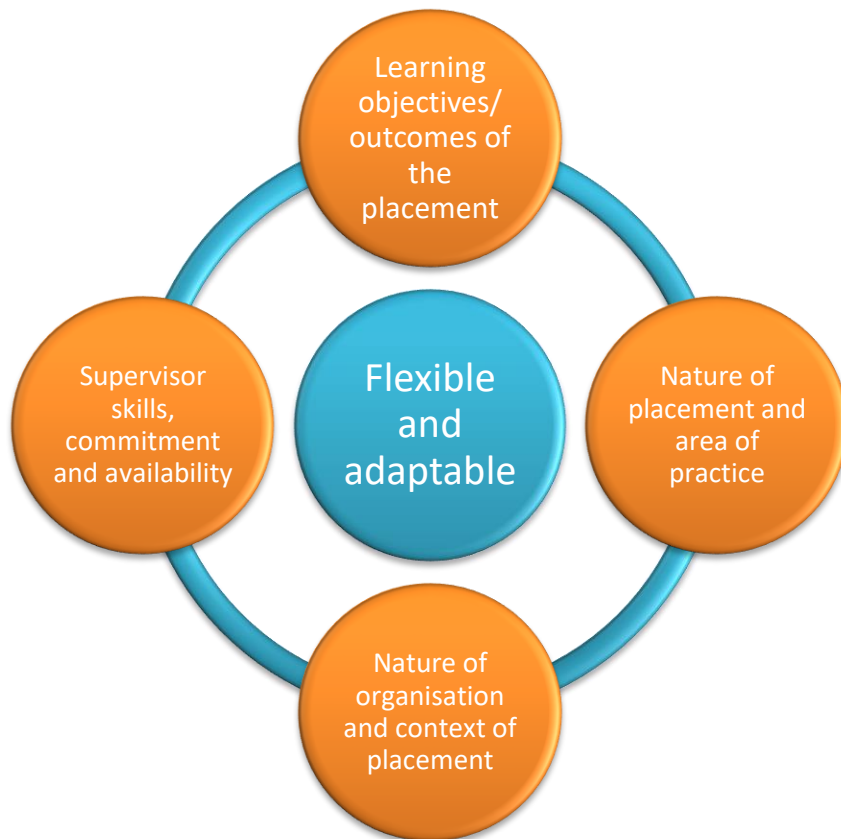 Learning
objectives/
outcomes of
the
placement
Supervisor
skills,
commitment
and availability
Flexible
and
adaptable
Nature of
placement and
area of
practice
Nature of
organisation
and context of
placement